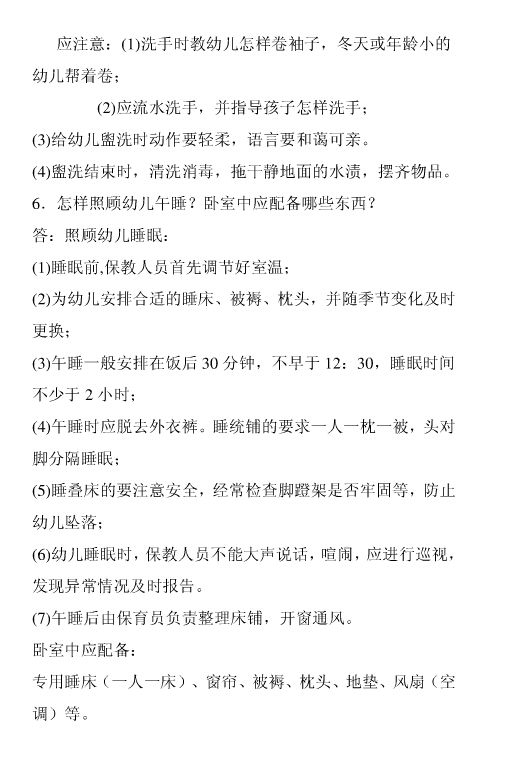 应注意：(1)洗手时教幼儿怎样卷袖子，冬天或年龄小的
幼儿帮着卷；
(2)应流水洗手，并指导孩子怎样洗手；
(3)给幼儿盥洗时动作要轻柔，语言要和蔼可亲。
(4)盥洗结束时，清洗消毒，拖干静地面的水渍，摆齐物品。
6．怎样照顾幼儿午睡？卧室中应配备哪些东西？
答：照顾幼儿睡眠：
(1)睡眠前,保教人员首先调节好室温；
(2)为幼儿安排合适的睡床、被褥、枕头，并随季节变化及时
更换；
(3)午睡一般安排在饭后 30 分钟，不早于 12：30，睡眠时间
不少于 2 小时；
(4)午睡时应脱去外衣裤。睡统铺的要求一人一枕一被，头对
脚分隔睡眠；
(5)睡叠床的要注意安全，经常检查脚蹬架是否牢固等，防止
幼儿坠落；
(6)幼儿睡眠时，保教人员不能大声说话，喧闹，应进行巡视，
发现异常情况及时报告。
(7)午睡后由保育员负责整理床铺，开窗通风。
卧室中应配备：
专用睡床（一人一床）、窗帘、被褥、枕头、地垫、风扇（空
调）等。